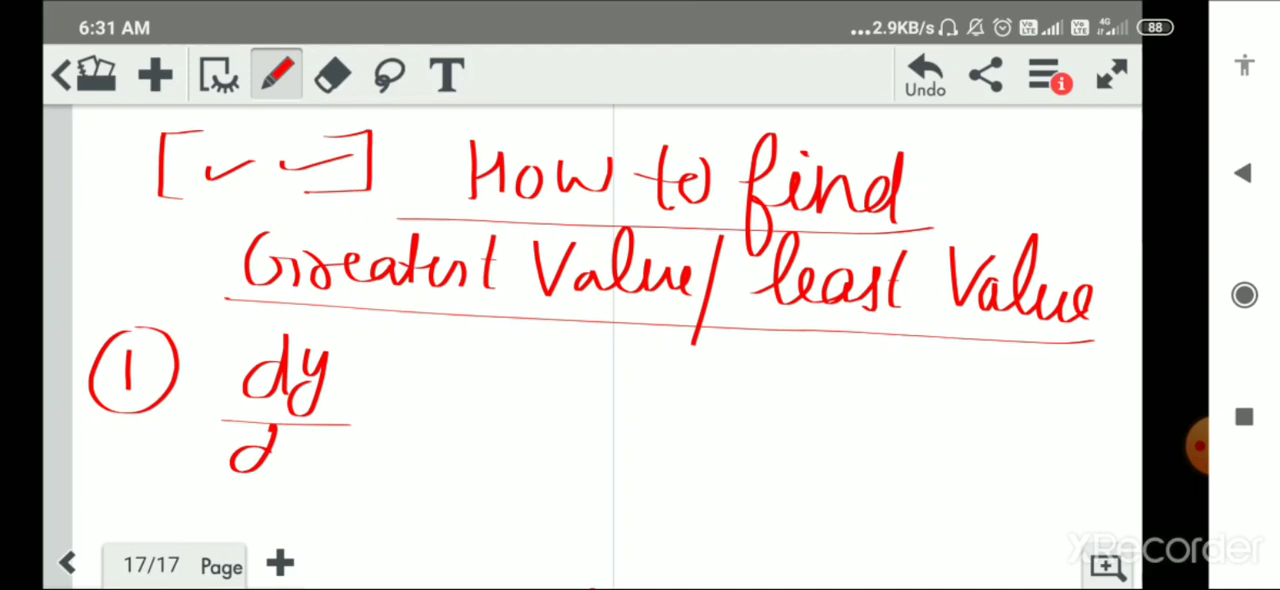 6:31 AM
...2.9KB/s 4G 88
T
Undo
[✓ ✓] How to find
Greatest Value/ least Value
① dy
d
17/17 Page
XRecorder